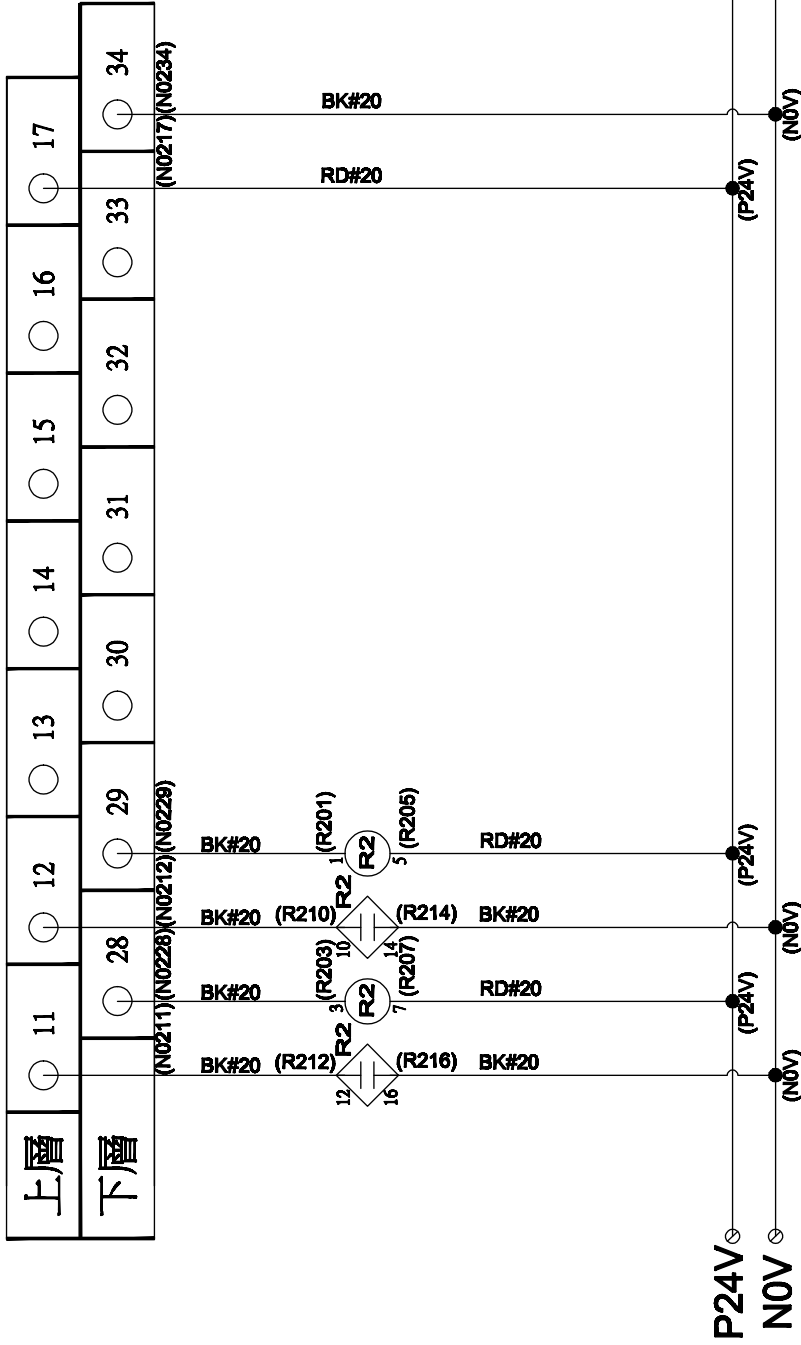 上層
11
12
13
14
15
16
17
下層
28
29
30
31
32
33
34
(N0211)(N0228)(N0212)(N0229)
(N0217)(N0234)
BK#20
BK#20
BK#20
BK#20
RD#20
BK#20
(R212)
(R203)
(R210)
(R201)
R2
R2
12
3
10
1
R2
R2
16
7
14
5
(R216)
(R207)
(R214)
(R205)
BK#20
RD#20
BK#20
RD#20
P24V
(P24V)
(P24V)
(P24V)
N0V
(N0V)
(N0V)
(N0V)